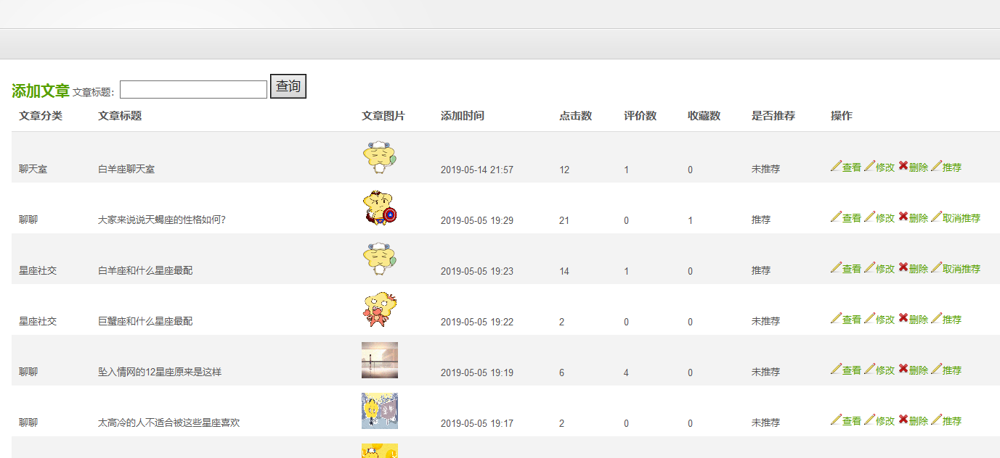 添加文章 文章标题: 查询
文章分类 文章标题 文章图片 添加时间 点击数 评价数 收藏数 是否推荐 操作
聊天室 白羊座聊天室 2019-05-14 21:57 12 1 0 未推荐 查看 修改 删除 推荐
聊聊 大家来说说天蝎座的性格如何? 2019-05-05 19:29 21 0 1 推荐 查看 修改 删除 取消推荐
星座社交 白羊座和什么星座最配 2019-05-05 19:23 14 1 0 推荐 查看 修改 删除 取消推荐
星座社交 巨蟹座和什么星座最配 2019-05-05 19:22 2 0 0 未推荐 查看 修改 删除 推荐
聊聊 坠入情网的12星座原来是这样 2019-05-05 19:19 6 4 0 未推荐 查看 修改 删除 推荐
聊聊 太高冷的人不适合被这些星座喜欢 2019-05-05 19:17 2 0 0 未推荐 查看 修改 删除 推荐